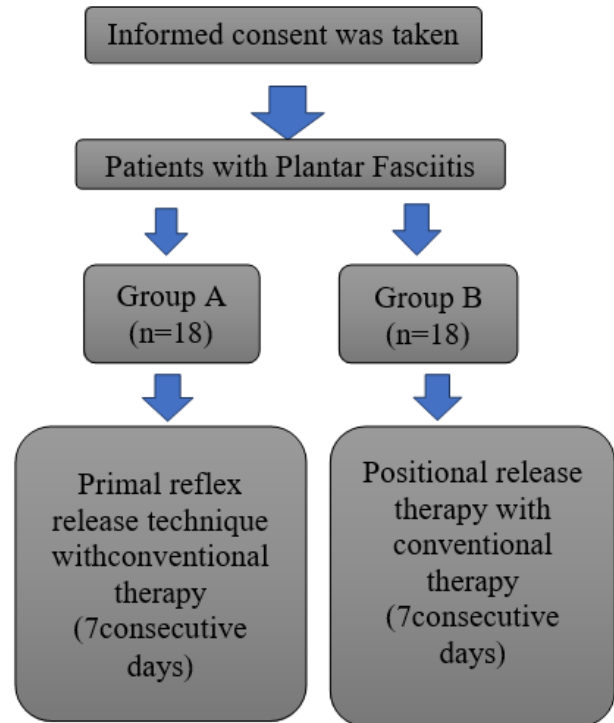 Informed consent was taken
Patients with Plantar Fasciitis
Group A
(n=18)
Group B
(n=18)
Primal reflex
release technique
withconventional
therapy
(7consecutive
days)
Positional release
therapy with
conventional
therapy
(7consecutive
days)